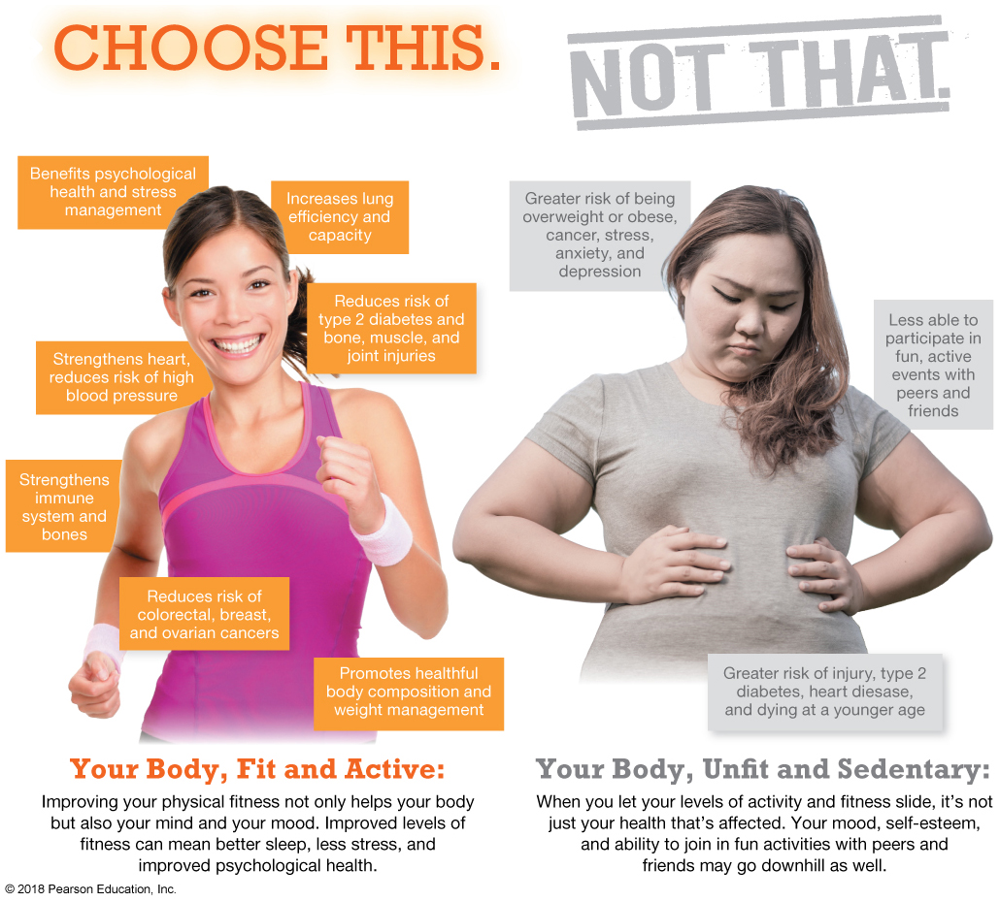 CHOOSE THIS.
NOT THAT.
Benefits psychological
health and stress
management
Increases lung
efficiency and
capacity
Reduces risk of
type 2 diabetes and
bone, muscle, and
joint injuries
Strengthens heart,
reduces risk of high
blood pressure
Strengthens
immune
system and
bones
Reduces risk of
colorectal, breast,
and ovarian cancers
Promotes healthful
body composition and
weight management
Greater risk of being
overweight or obese,
cancer, stress,
anxiety, and
depression
Less able to
participate in
fun, active
events with
peers and
friends
Greater risk of injury, type 2
diabetes, heart diesase,
and dying at a younger age
Your Body, Fit and Active:
Improving your physical fitness not only helps your body
but also your mind and your mood. Improved levels of
fitness can mean better sleep, less stress, and
improved psychological health.
Your Body, Unfit and Sedentary:
When you let your levels of activity and fitness slide, it's not
just your health that's affected. Your mood, self-esteem,
and ability to join in fun activities with peers and
friends may go downhill as well.
© 2018 Pearson Education, Inc.